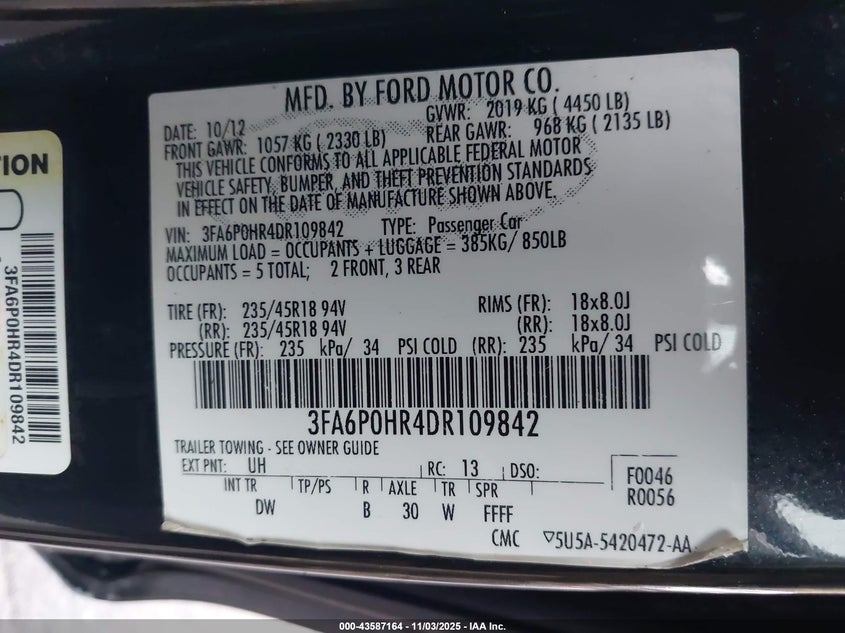 MFD. BY FORD MOTOR CO.
DATE: 10/12 GVWR: 2019 KG ( 4450 LB)
FRONT GAWR: 1057 KG ( 2330 LB) REAR GAWR: 968 KG ( 2135 LB)
THIS VEHICLE CONFORMS TO ALL APPLICABLE FEDERAL MOTOR
VEHICLE SAFETY, BUMPER, AND THEFT PREVENTION STANDARDS
IN EFFECT ON THE DATE OF MANUFACTURE SHOWN ABOVE.
VIN: 3FA6P0HR4DR109842 TYPE: Passenger Car
MAXIMUM LOAD = OCCUPANTS + LUGGAGE = 385KG/ 850LB
OCCUPANTS = 5 TOTAL; 2 FRONT, 3 REAR
TIRE (FR): 235/45R18 94V RIMS (FR): 18x8.0J
(RR): 235/45R18 94V (RR): 18x8.0J
PRESSURE (FR): 235 kPa/ 34 PSI COLD (RR): 235 kPa/ 34 PSI COLD
3FA6P0HR4DR109842
TRAILER TOWING - SEE OWNER GUIDE
EXT PNT: UH RC: 13 DSO: F0046
INT TR TP/PS R AXLE TR SPR R0056
DW B 30 W FFFF
CMC ▽5U5A-5420472-AA
TION
3FA6P0HR4DR109842
000-43587164 | 11/03/2025 | IAA Inc.